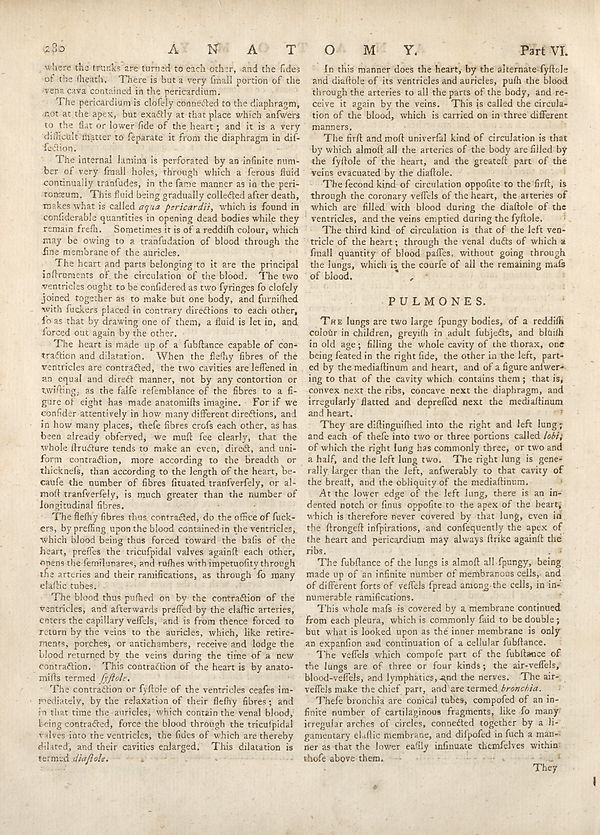 280 A N A T O M Y. Part VI.
where the trunks are turned to each other, and the ſides
of the ſheath. There is but a very ſmall portion of the
vena cava contained in the pericardium.
The pericardium is cloſely connected to the diaphragm,
not at the apex, but exactly at that place which anſwers
to the flat or lower ſide of the heart; and it is a very
difficult matter to ſeparate it from the diaphragm in diſ-
ſection.
The internal lamina is perforated by an infinite num-
ber of very ſmall holes, through which a ſerous fluid
continually tranſudes, in the ſame manner as in the peri-
tonæum. This fluid being gradually collected after death,
makes what is called aqua pericardii, which is found in
conſiderable quantities in opening dead bodies while they
remain freſh. Sometimes it is of a reddiſh colour, which
may be owing to a tranſudation of blood through the
fine membrane of the auricles.
The heart and parts belonging to it are the principal
inſtruments of the circulation of the blood. The two
ventricles ought to be conſidered as two ſyringes ſo cloſely
joined together as to make but one body, and furniſhed
with ſuckers placed in contrary directions to each other,
ſo as that by drawing one of them, a fluid is let in, and
forced out again by the other.
The heart is made up of a ſubſtance capable of con-
traction and dilatation. When the fleſhy fibres of the
ventricles are contracted, the two cavities are leſſened in
an equal and direct manner, not by any contortion or
twiſting, as the falſe reſemblance of the fibres to a fi-
gure of eight has made anatomiſts imagine. For if we
conſider attentively in how many different directions, and
in how many places, theſe fibres croſs each other, as has
been already obſerved, we muſt ſee clearly, that the
whole ſtructure tends to make an even, direct, and uni-
form contraction, more according to the breadth or
thickneſs, than according to the length of the heart, be-
cauſe the number of fibres ſituated tranſverſely, or al-
moſt tranſverſely, is much greater than the number of
longitudinal fibres.
The fleſhy fibres thus contracted, do the office of ſuck-
ers, by preſſing upon the blood contained in the ventricles,
which blood being thus forced toward the baſis of the
heart, preſſes the tricuſpidal valves againſt each other,
opens the ſemilunares, and ruſhes with impetuoſity through
the arteries and their ramifications, as through ſo many
elaſtic tubes.
The blood thus puſhed on by the contraction of the
ventricles, and afterwards preſſed by the elaſtic arteries,
enters the capillary veſſels, and is from thence forced to
return by the veins to the auricles, which, like retire-
ments, porches, or antichambers, receive and lodge the
blood returned by the veins during the time of a new
contraction. This contraction of the heart is by anato-
miſts termed ſyſtole.
The contraction or ſyſtole of the ventricles ceaſes im-
mediately, by the relaxation of their fleſhy fibres; and
in that time the auricles, which contain the venal blood,
being contracted, force the blood through the tricuſpidal
valves into the ventricles, the ſides of which are thereby
dilated, and their cavities enlarged. This dilatation is
termed diaſtole.
In this manner does the heart, by the alternate ſyſtole
and diaſtole of its ventricles and auricles, puſh the blood
through the arteries to all the parts of the body, and re-
ceive it again by the veins. This is called the circula-
tion of the blood, which is carried on in three different
manners.
The firſt and moſt univerſal kind of circulation is that
by which almoſt all the arteries of the body are filled by
the ſyſtole of the heart, and the greateſt part of the
veins evacuated by the diaſtole.
The ſecond kind of circulation oppoſite to the firſt, is
through the coronary veſſels of the heart, the arteries of
which are filled with blood during the diaſtole of the
ventricles, and the veins emptied during the ſyſtole.
The third kind of circulation is that of the left ven-
tricle of the heart; through the venal ducts of which a
ſmall quantity of blood paſſes, without going through
the lungs, which is the courſe of all the remaining maſs
of blood.
PULMONES.
The lungs are two large ſpungy bodies, of a reddiſh
colour in children, greyiſh in adult ſubjects, and bluiſh
in old age; filling the whole cavity of the thorax, one
being ſeated in the right ſide, the other in the left, part-
ed by the mediaſtinum and heart, and of a figure anſwer-
ing to that of the cavity which contains them; that is,
convex next the ribs, concave next the diaphragm, and
irregularly flatted and depreſſed next the mediaſtinum
and heart.
They are diſtinguiſhed into the right and left lung;
and each of theſe into two or three portions called lobi,
of which the right lung has commonly three, or two and
a half, and the left lung two. The right lung is gene-
rally larger than the left, anſwerably to that cavity of
the breaſt, and the obliquity of the mediaſtinum.
At the lower edge of the left lung, there is an in-
dented notch or ſinus oppoſite to the apex of the heart,
which is therefore never covered by that lung, even in
the ſtrongeſt inſpirations, and conſequently the apex of
the heart and pericardium may always ſtrike againſt the
ribs.
The ſubſtance of the lungs is almoſt all ſpungy, being
made up of an infinite number of membranous cells, and
of different ſorts of veſſels ſpread among the cells, in in-
numerable ramifications.
This whole maſs is covered by a membrane continued
from each pleura, which is commonly ſaid to be double;
but what is looked upon as the inner membrane is only
an expanſion and continuation of a cellular ſubſtance.
The veſſels which compoſe part of the ſubſtance of
the lungs are of three or four kinds; the air-veſſels,
blood-veſſels, and lymphatics, and the nerves. The air-
veſſels make the chief part, and are termed bronchia.
Theſe bronchia are conical tubes, compoſed of an in-
finite number of cartilaginous fragments, like ſo many
irregular arches of circles, connected together by a li-
gamentary elaſtic membrane, and diſpoſed in ſuch a man-
ner as that the lower eaſily inſinuate themſelves within
thoſe above them.
They